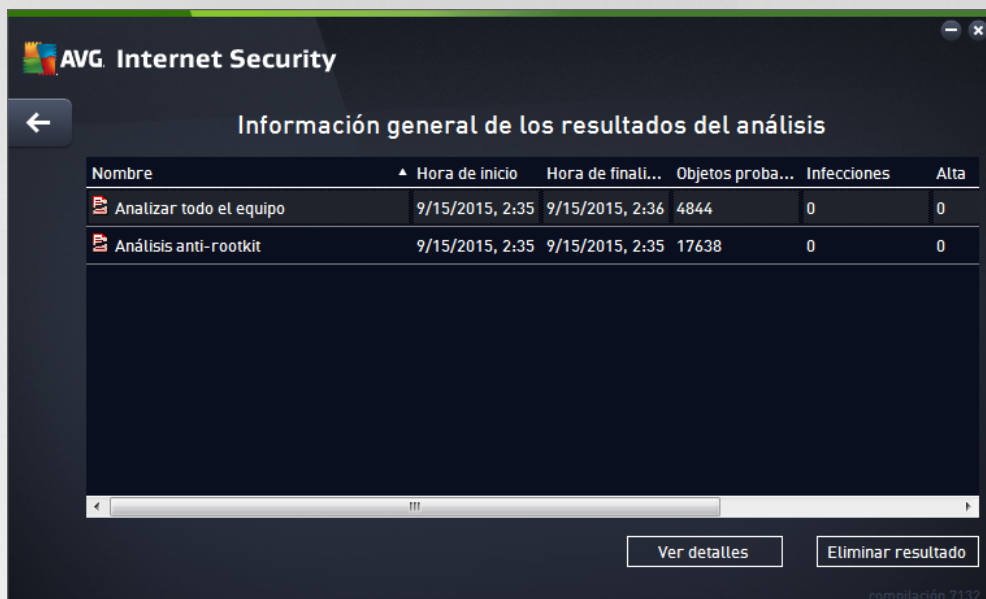 AVG. Internet Security
Información general de los resultados del análisis
Nombre Hora de inicio Hora de finali... Objetos proba... Infecciones Alta
Analizar todo el equipo 9/15/2015, 2:35 9/15/2015, 2:36 4844 0 0
Análisis anti-rootkit 9/15/2015, 2:35 9/15/2015, 2:35 17638 0 0
Ver detalles Eliminar resultado
compilación 7132